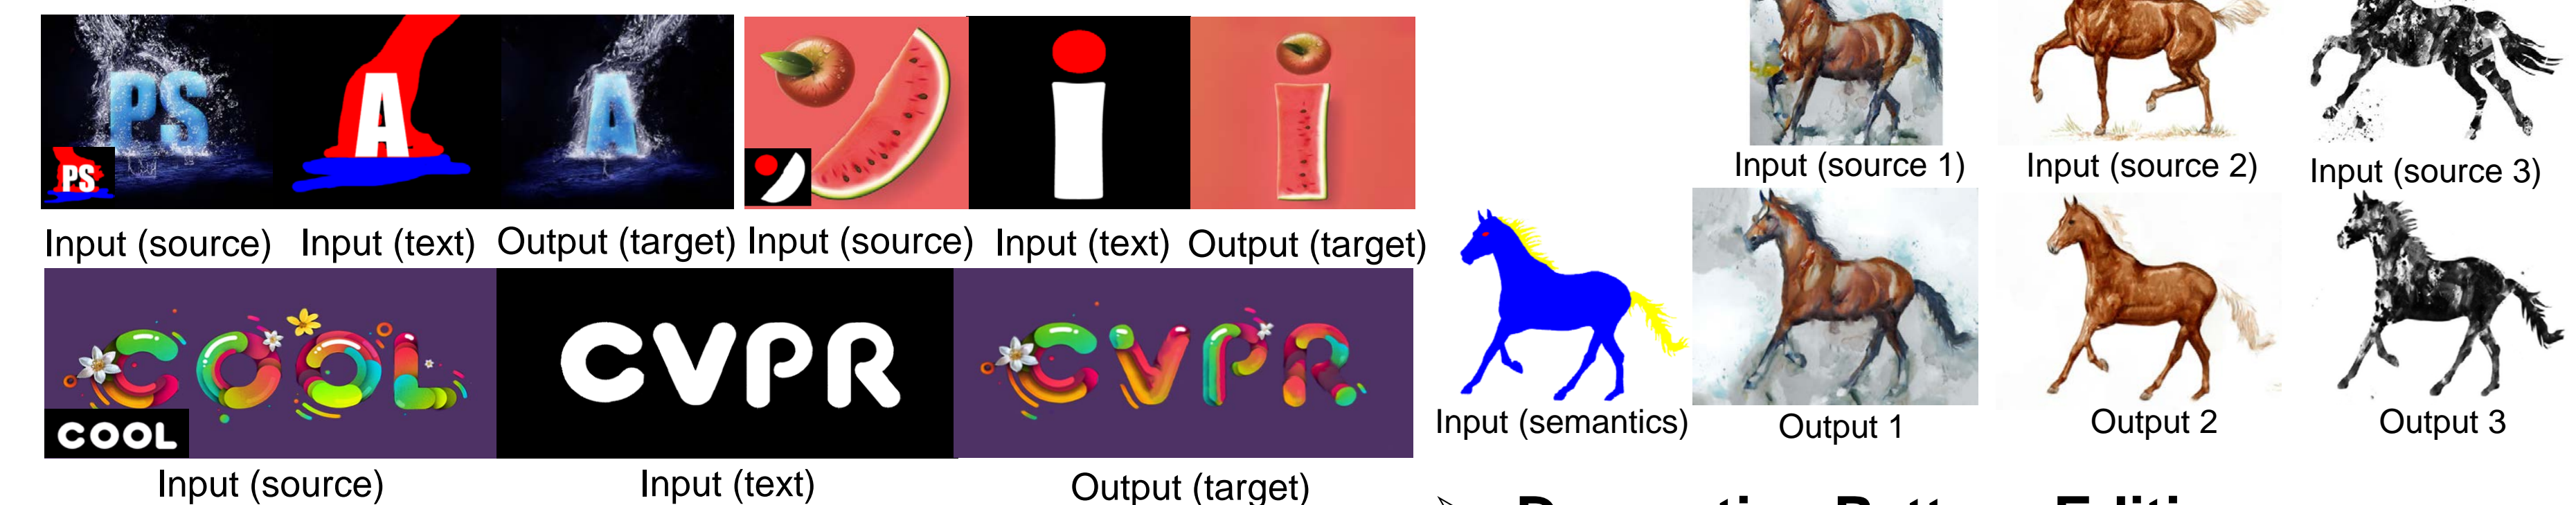 PS
PS
A
A
i
i
Input (source)
Input (text)
Output (target)
Input (source)
Input (text)
Output (target)
COOL
COOL
CVPR
CVPR
Input (source)
Input (text)
Output (target)
Input (source 1)
Input (source 2)
Input (source 3)
Input (semantics)
Output 1
Output 2
Output 3